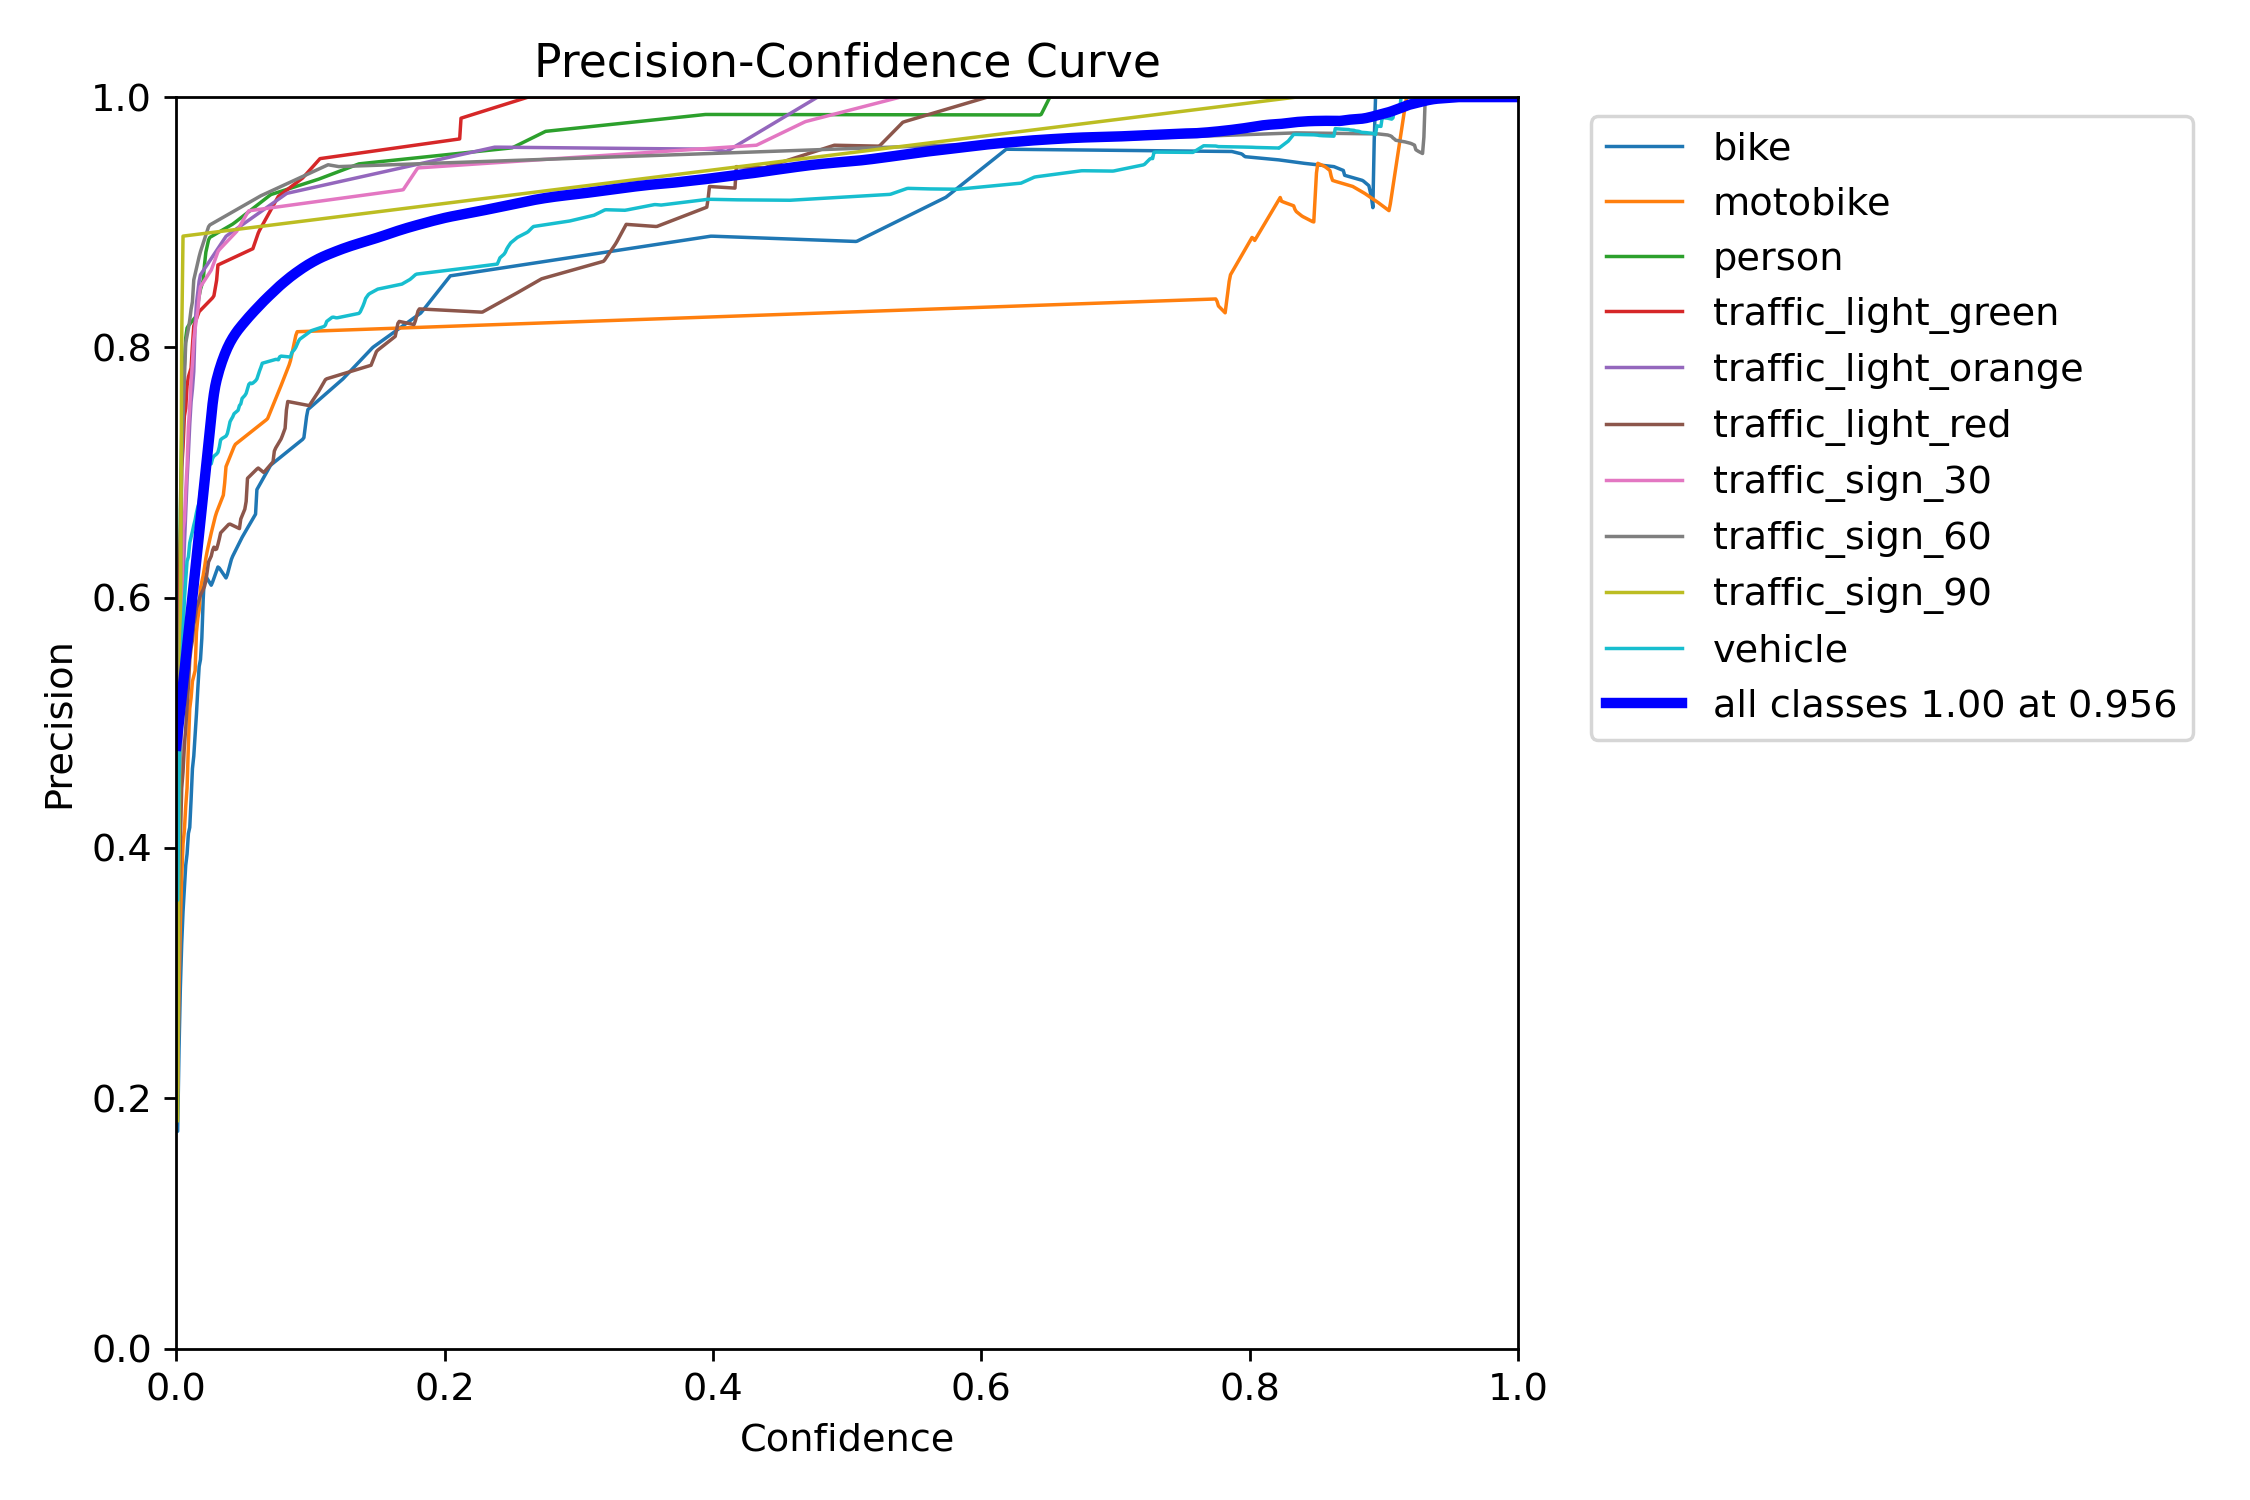 Precision-Confidence Curve
1.0
0.8
0.6
0.4
0.2
0.0
Precision
0.0 0.2 0.4 0.6 0.8 1.0
Confidence
bike
motobike
person
traffic_light_green
traffic_light_orange
traffic_light_red
traffic_sign_30
traffic_sign_60
traffic_sign_90
vehicle
all classes 1.00 at 0.956